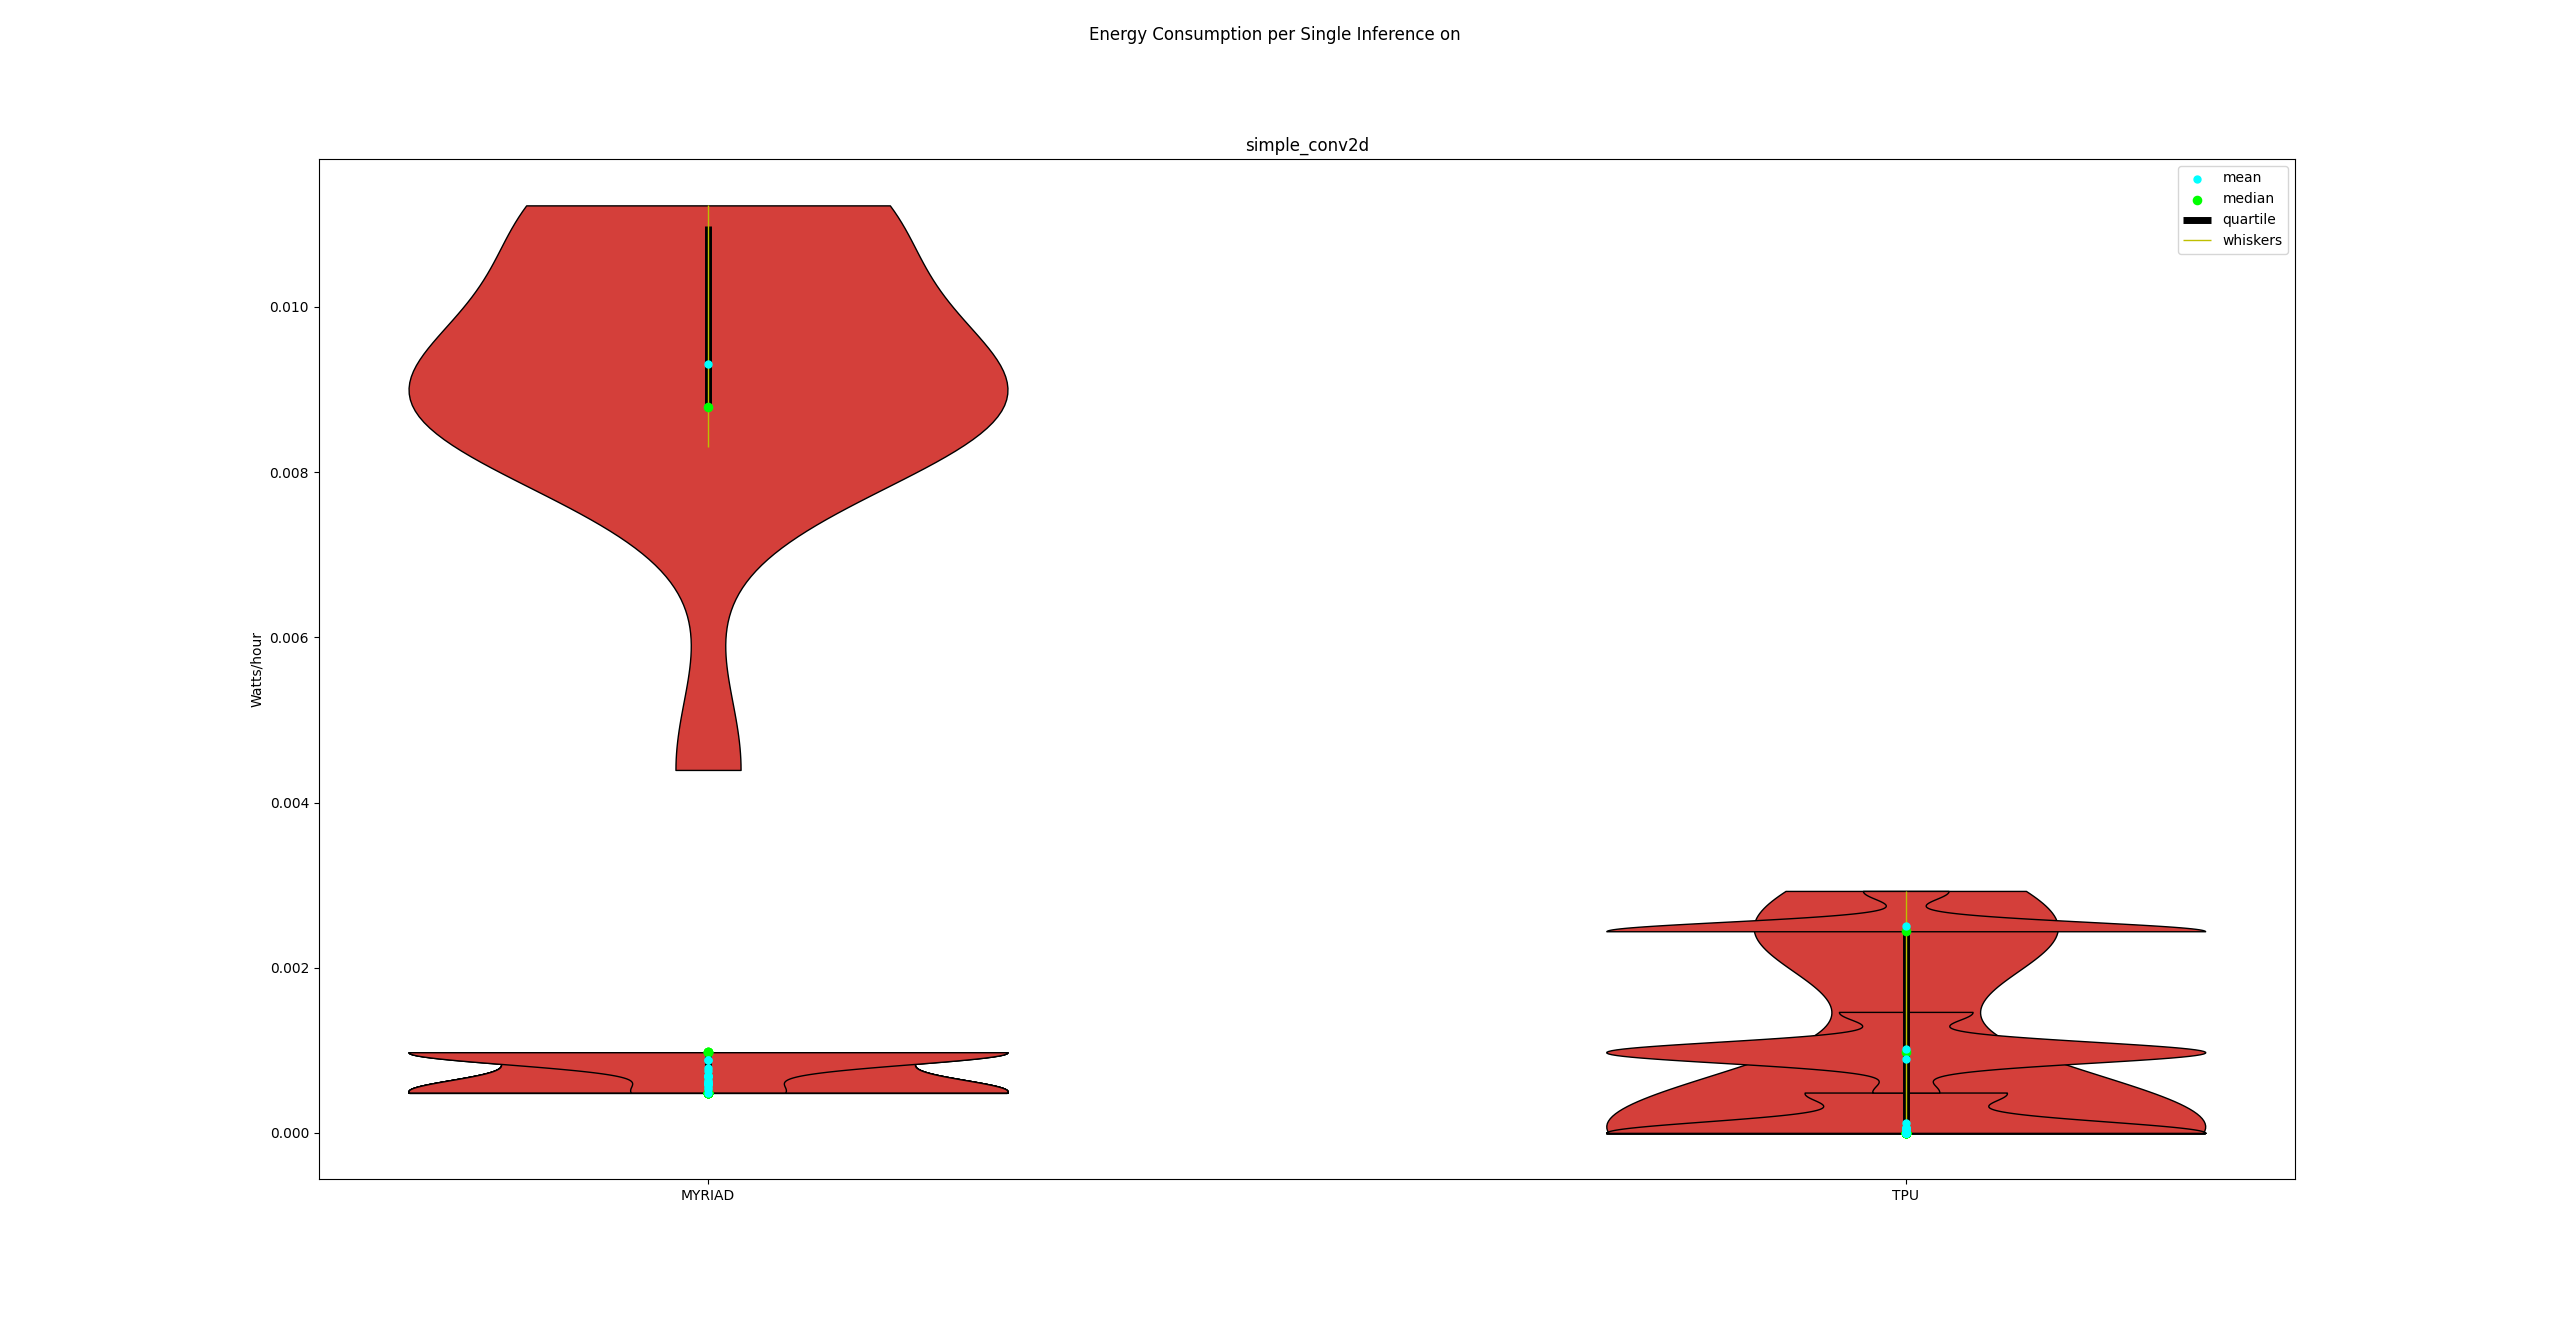 Energy Consumption per Single Inference on
simple_conv2d
mean
median
quartile
whiskers
Watts/hour
0.010
0.008
0.006
0.004
0.002
0.000
MYRIAD
TPU